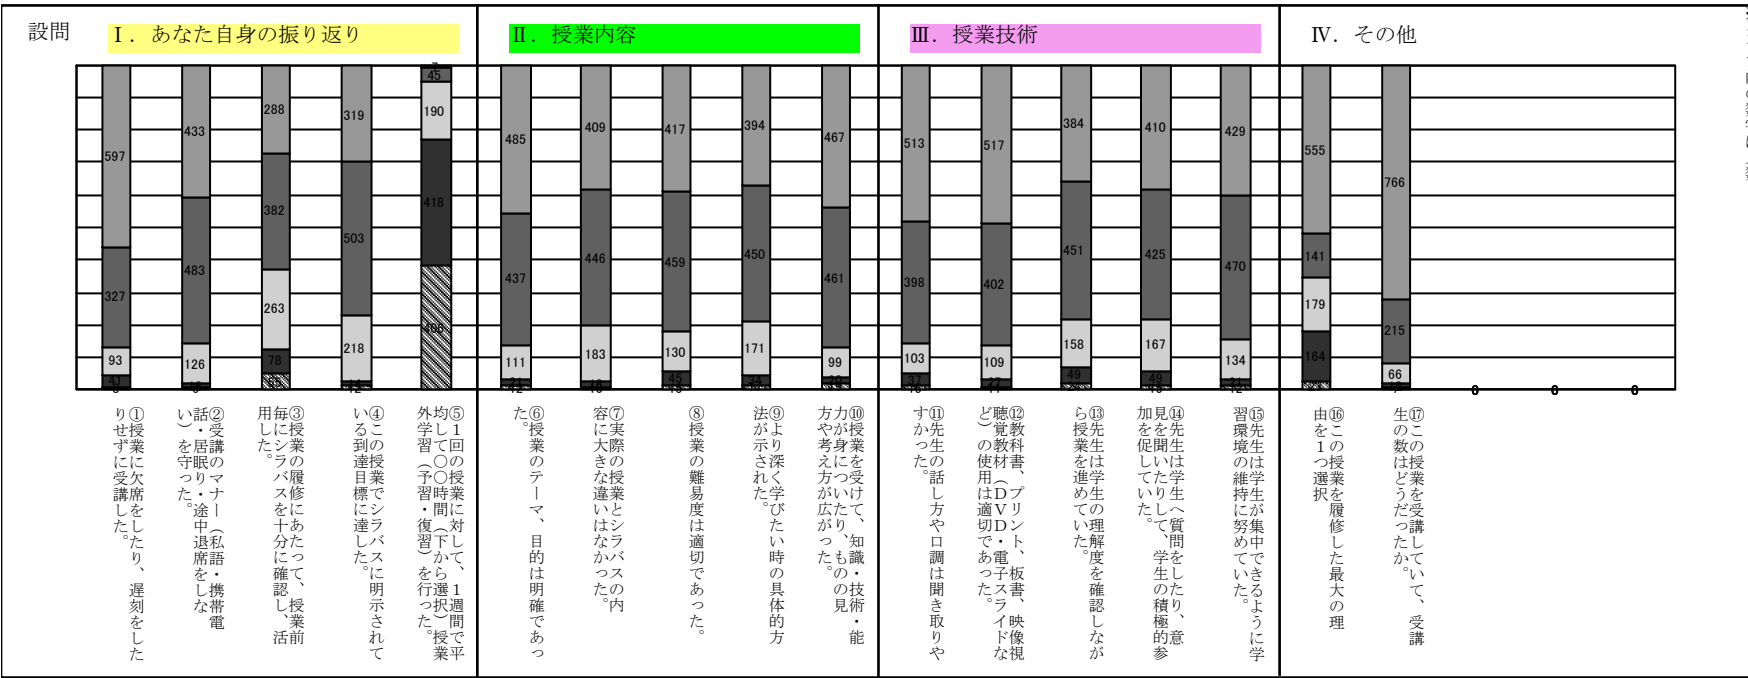 設問
Ⅰ．あなた自身の振り返り
Ⅱ．授業内容
Ⅲ．授業技術
Ⅳ．その他
597
327
93
41
433
483
126
288
382
263
78
65
319
503
218
14
12
7
45
190
418
406
485
437
111
21
12
409
446
183
18
417
459
130
45
394
450
171
34
467
461
99
20
513
398
103
37
517
402
109
27
11
384
451
158
49
410
425
167
49
429
470
134
21
12
555
141
179
164
766
215
66
0
0
0
①授業に欠席をしたり、遅刻をした
りせずに受講した。
②受講のマナー（私語・携帯電
話・居眠り・途中退席をしな
い）を守った。
③授業の履修にあたって、授業前
毎にシラバスを十分に確認し、活
用した。
④この授業でシラバスに明示されて
いる到達目標に達した。
⑤１回の授業に対して、１週間で平
均して〇〇時間（下から選択）授業
外学習（予習・復習）を行った。
⑥授業のテーマ、目的は明確であっ
た。
⑦実際の授業とシラバスの内
容に大きな違いはなかった。
⑧授業の難易度は適切であった。
⑨より深く学びたい時の具体的方
法が示された。
⑩授業を受けて、知識・技術・能
力が身についたり、ものの見
方や考え方が広がった。
⑪先生の話し方や口調は聞き取りや
すかった。
⑫教科書、プリント、板書、映像視
聴覚教材（ＤＶＤ・電子スライドな
ど）の使用は適切であった。
⑬先生は学生の理解度を確認しなが
ら授業を進めていた。
⑭先生は学生へ質問をしたり、意
見を聞いたりして、学生の積極的参
加を促していた。
⑮先生は学生が集中できるように学
習環境の維持に努めていた。
⑯この授業を履修した最大の理
由を１つ選択
⑰この授業を受講していて、受講
生の数はどうだったか。